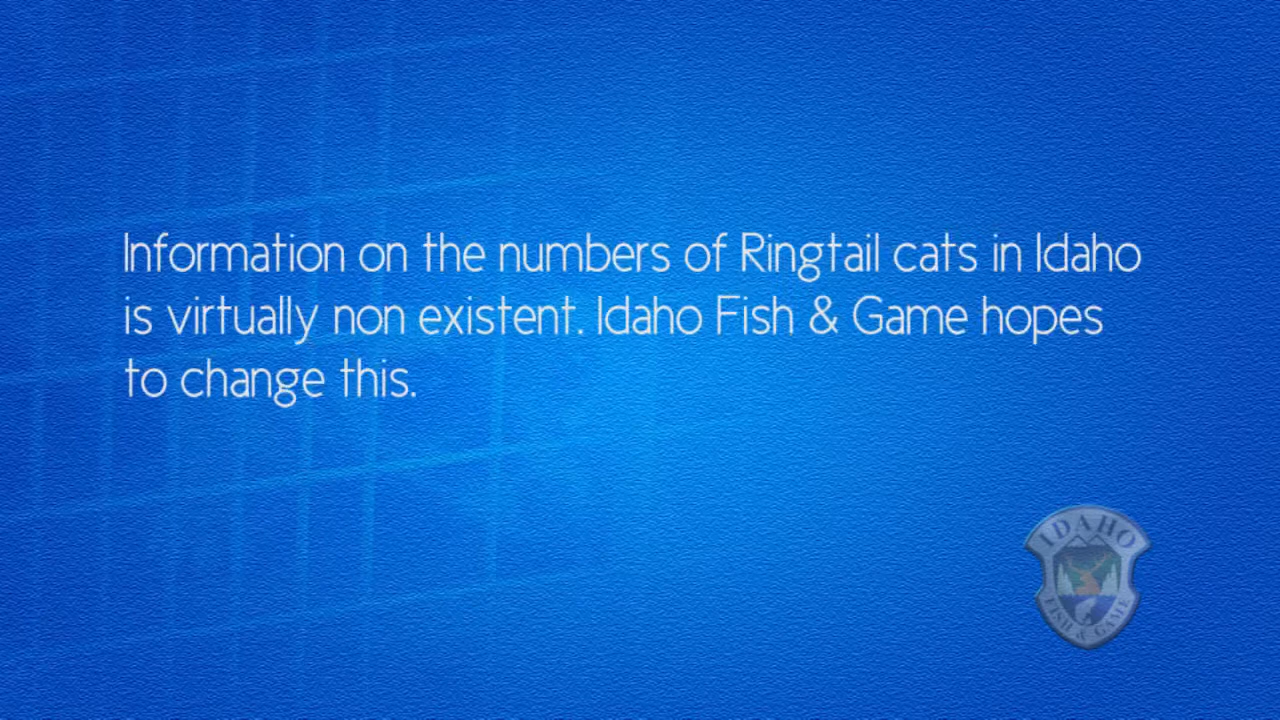 Information on the numbers of Ringtail cats in Idaho
is virtually non existent. Idaho Fish & Game hopes
to change this.
IDAHO
FISH & GAME